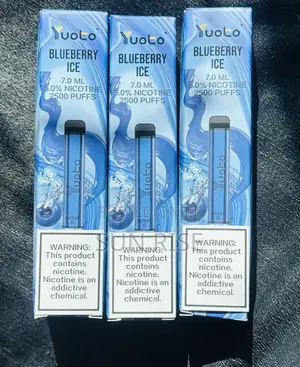 Yuoto
BLUEBERRY
ICE
7.0 ML
5.0% NICOTINE
2500 PUFFS
Yuoto
WARNING:
This product
contains
nicotine.
Nicotine is an
addictive
chemical.
Yuoto
BLUEBERRY
ICE
7.0 ML
5.0% NICOTINE
2500 PUFFS
Yuoto
WARNING:
This product
contains
nicotine.
Nicotine is an
addictive
chemical.
Yuoto
BLUEBERRY
ICE
7.0 ML
5.0% NICOTINE
2500 PUFFS
Yuoto
WARNING:
This product
contains
nicotine.
Nicotine is an
addictive
chemical.
SUNRISE